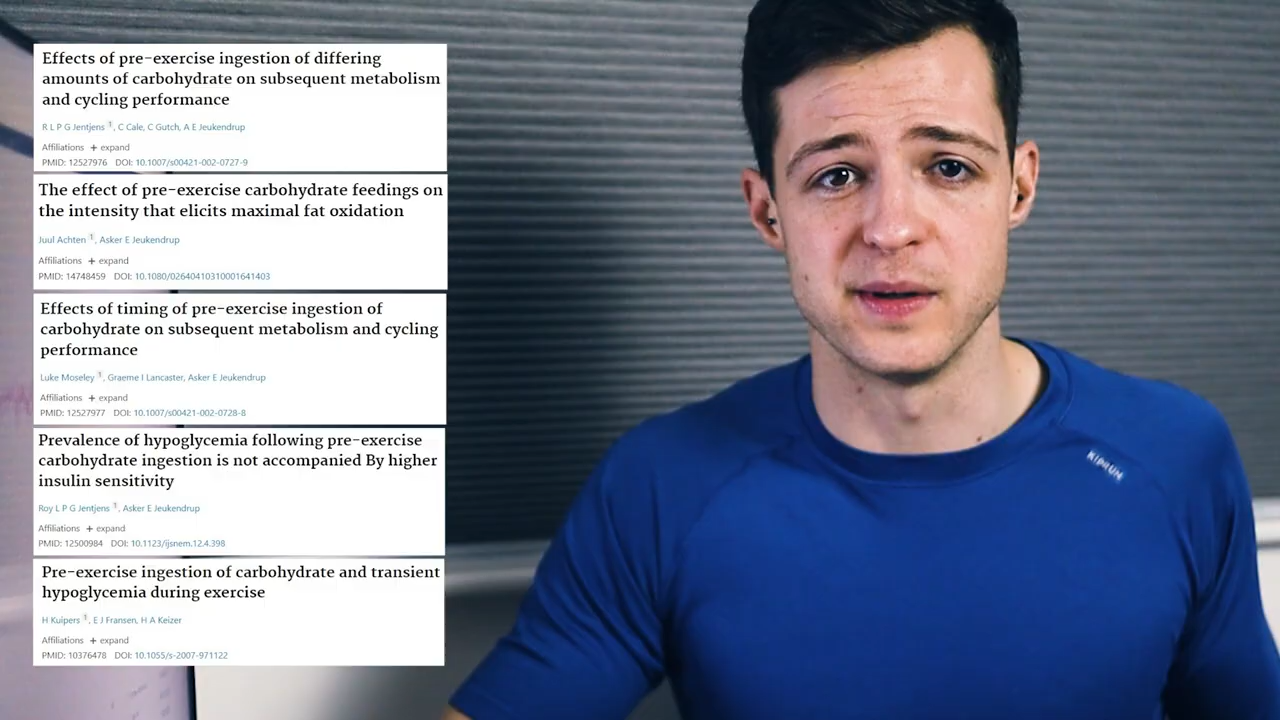 Effects of pre-exercise ingestion of differing
amounts of carbohydrate on subsequent metabolism
and cycling performance
R L P G Jentjens 1, C Cale, C Gutch, A E Jeukendrup
Affiliations + expand
PMID: 12527976 DOI: 10.1007/s00421-002-0727-9
The effect of pre-exercise carbohydrate feedings on
the intensity that elicits maximal fat oxidation
Juul Achten 1, Asker E Jeukendrup
Affiliations + expand
PMID: 14748459 DOI: 10.1080/02640410310001641403
Effects of timing of pre-exercise ingestion of
carbohydrate on subsequent metabolism and cycling
performance
Luke Moseley 1, Graeme I Lancaster, Asker E Jeukendrup
Affiliations + expand
PMID: 12527977 DOI: 10.1007/s00421-002-0728-8
Prevalence of hypoglycemia following pre-exercise
carbohydrate ingestion is not accompanied By higher
insulin sensitivity
Roy L P G Jentjens 1, Asker E Jeukendrup
Affiliations + expand
PMID: 12500984 DOI: 10.1123/ijsnem.12.4.398
Pre-exercise ingestion of carbohydrate and transient
hypoglycemia during exercise
H Kuipers 1, E J Fransen, H A Keizer
Affiliations + expand
PMID: 10376478 DOI: 10.1055/s-2007-971122
KIPRUN